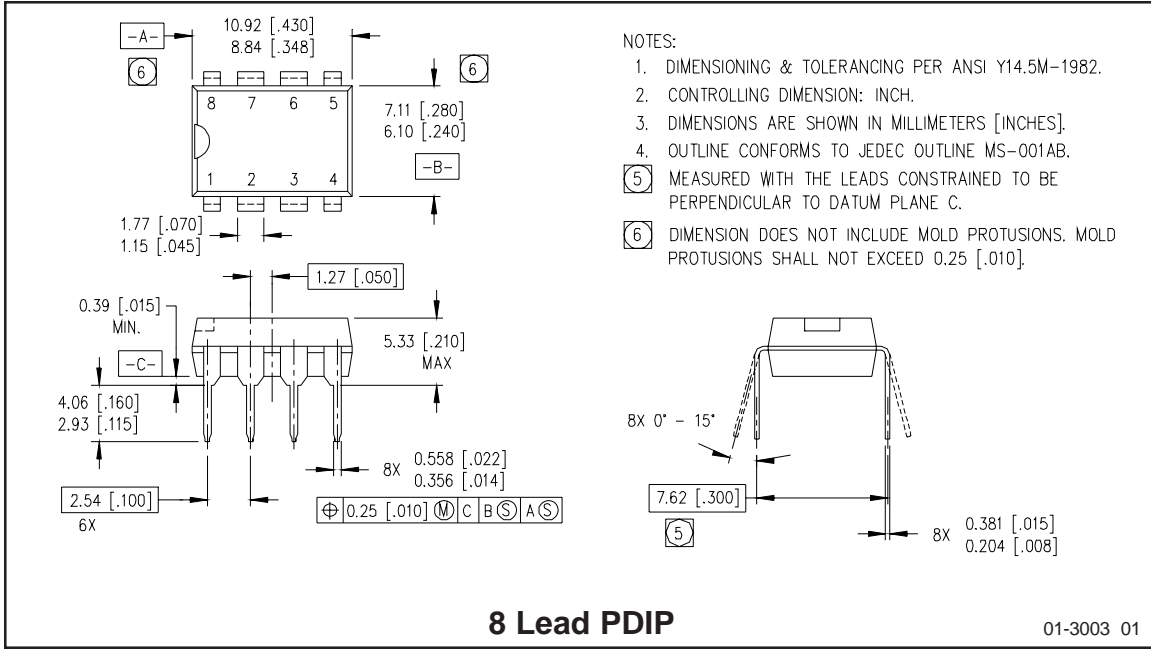 -A-
10.92 [.430]
8.84 [.348]
6
6
8 7 6 5
7.11 [.280]
6.10 [.240]
-B-
1 2 3 4
1.77 [.070]
1.15 [.045]
1.27 [.050]
0.39 [.015]
MIN.
5.33 [.210]
MAX
-C-
4.06 [.160]
2.93 [.115]
8X 0.558 [.022]
0.356 [.014]
2.54 [.100]
6X
⌖ 0.25 [.010] Ⓜ C B Ⓢ A Ⓢ
NOTES:
1. DIMENSIONING & TOLERANCING PER ANSI Y14.5M-1982.
2. CONTROLLING DIMENSION: INCH.
3. DIMENSIONS ARE SHOWN IN MILLIMETERS [INCHES].
4. OUTLINE CONFORMS TO JEDEC OUTLINE MS-001AB.
5 MEASURED WITH THE LEADS CONSTRAINED TO BE
PERPENDICULAR TO DATUM PLANE C.
6 DIMENSION DOES NOT INCLUDE MOLD PROTUSIONS. MOLD
PROTUSIONS SHALL NOT EXCEED 0.25 [.010].
8X 0° - 15°
7.62 [.300]
5
8X 0.381 [.015]
0.204 [.008]
8 Lead PDIP
01-3003 01